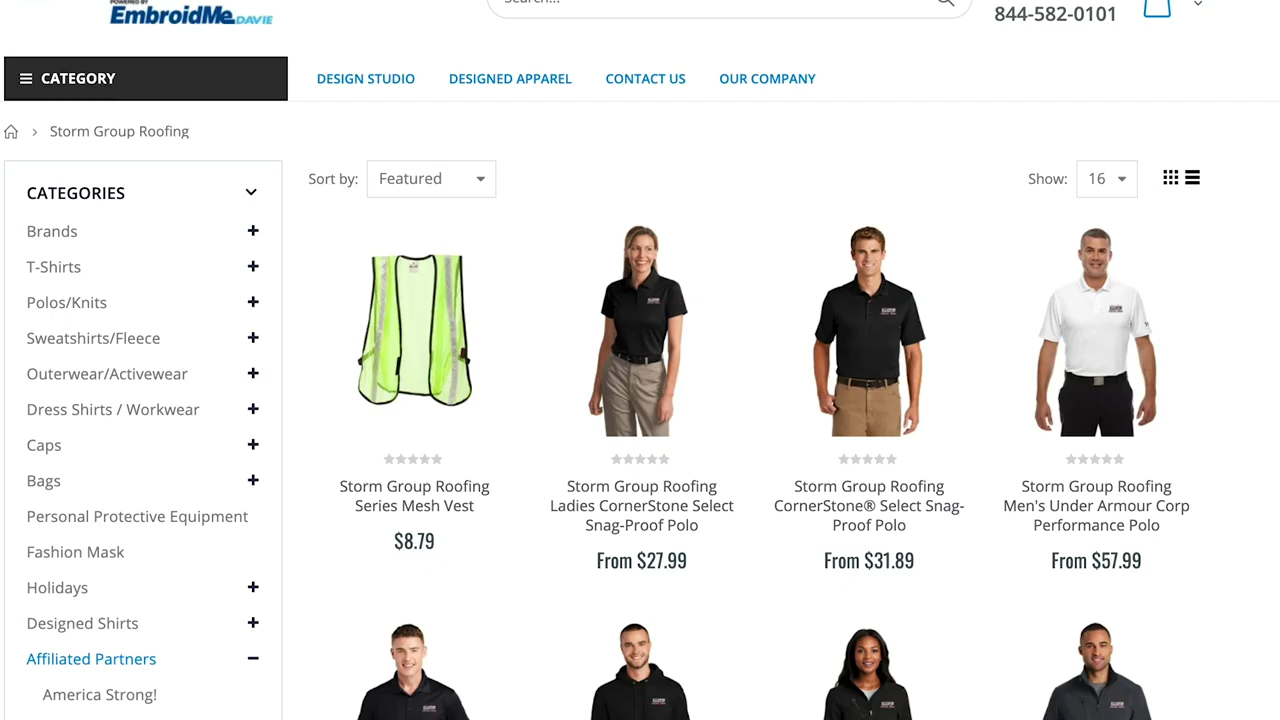 POWERED BY
EmbroidMe DAVIE
Search...
844-582-0101
CATEGORY
DESIGN STUDIO
DESIGNED APPAREL
CONTACT US
OUR COMPANY
Storm Group Roofing
CATEGORIES
Brands
T-Shirts
Polos/Knits
Sweatshirts/Fleece
Outerwear/Activewear
Dress Shirts / Workwear
Caps
Bags
Personal Protective Equipment
Fashion Mask
Holidays
Designed Shirts
Affiliated Partners
America Strong!
Sort by: Featured
Show: 16
Storm Group Roofing
Series Mesh Vest
$8.79
Storm Group Roofing
Ladies CornerStone Select
Snag-Proof Polo
From $27.99
Storm Group Roofing
CornerStone® Select Snag-
Proof Polo
From $31.89
Storm Group Roofing
Men's Under Armour Corp
Performance Polo
From $57.99